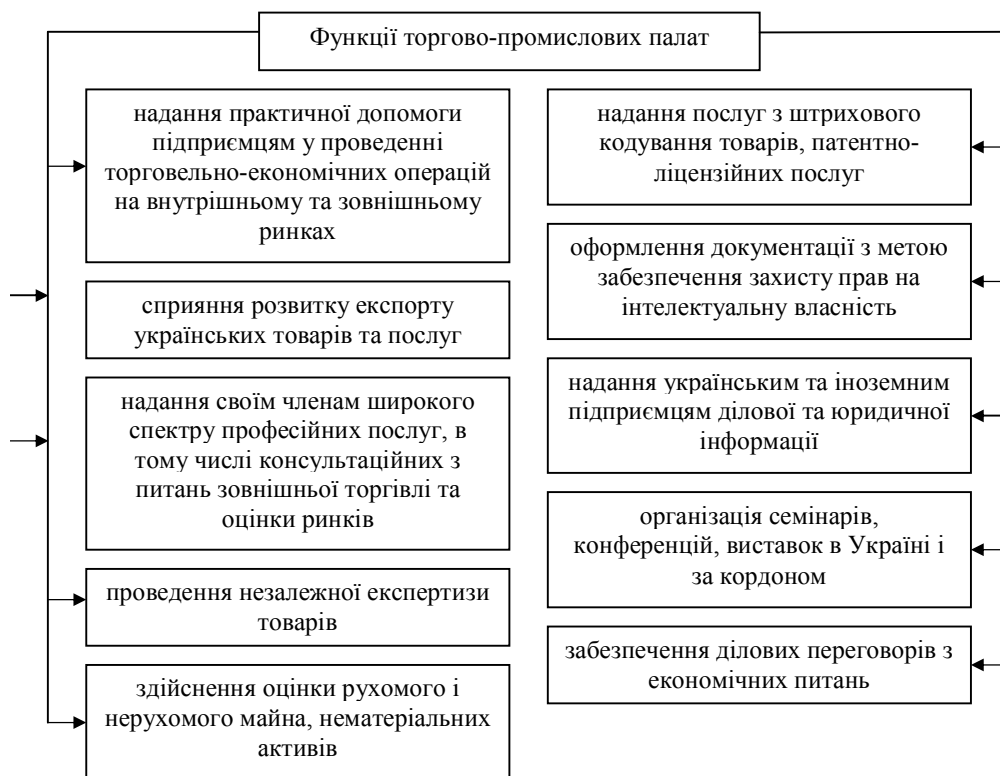 Функції торгово-промислових палат
надання практичної допомоги
підприємцям у проведенні
торговельно-економічних операцій
на внутрішньому та зовнішньому
ринках
сприяння розвитку експорту
українських товарів та послуг
надання своїм членам широкого
спектру професійних послуг, в
тому числі консультаційних з
питань зовнішньої торгівлі та
оцінки ринків
проведення незалежної експертизи
товарів
здійснення оцінки рухомого і
нерухомого майна, нематеріальних
активів
надання послуг з штрихового
кодування товарів, патентно-
ліцензійних послуг
оформлення документації з метою
забезпечення захисту прав на
інтелектуальну власність
надання українським та іноземним
підприємцям ділової та юридичної
інформації
організація семінарів,
конференцій, виставок в Україні і
за кордоном
забезпечення ділових переговорів з
економічних питань